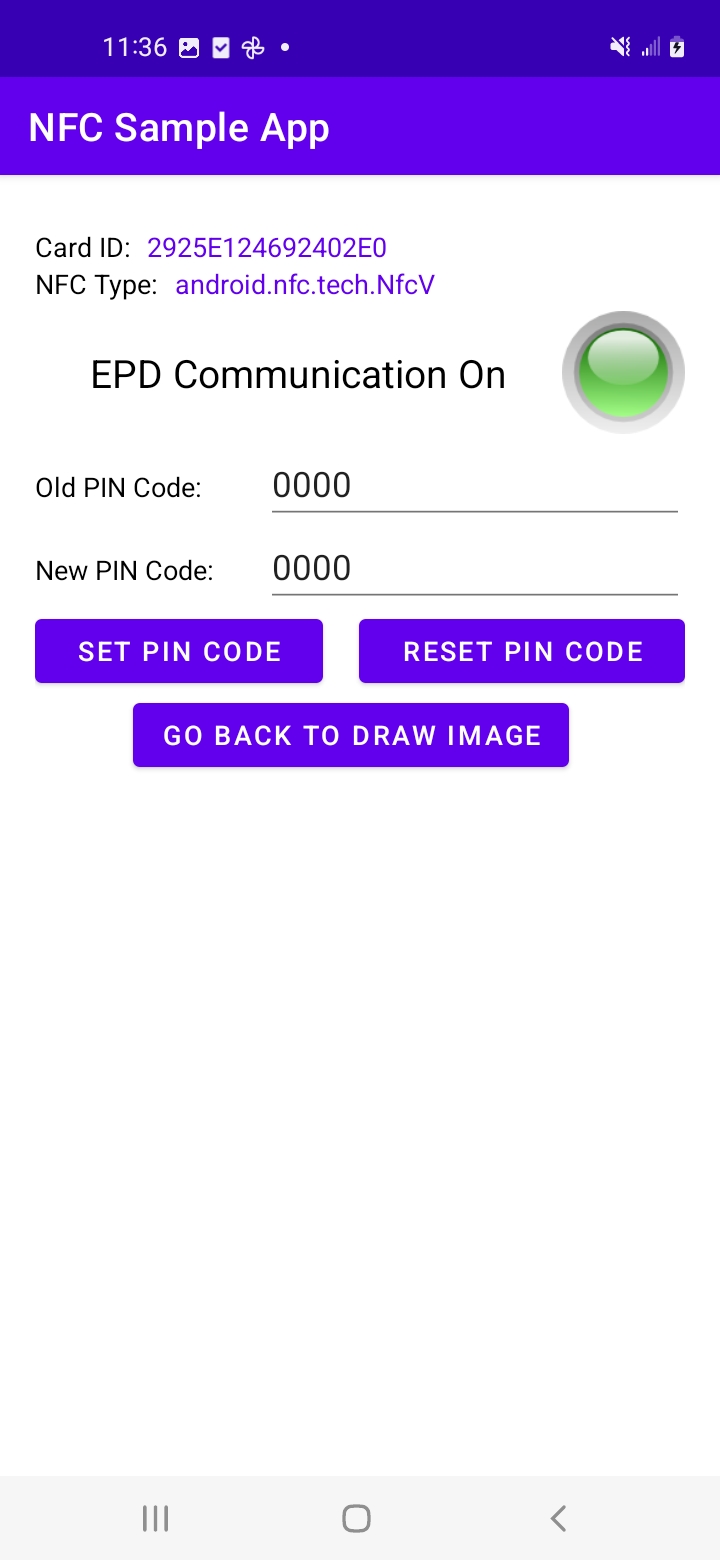 11:36
NFC Sample App
Card ID: 2925E124692402E0
NFC Type: android.nfc.tech.NfcV
EPD Communication On
Old PIN Code: 0000
New PIN Code: 0000
SET PIN CODE RESET PIN CODE
GO BACK TO DRAW IMAGE